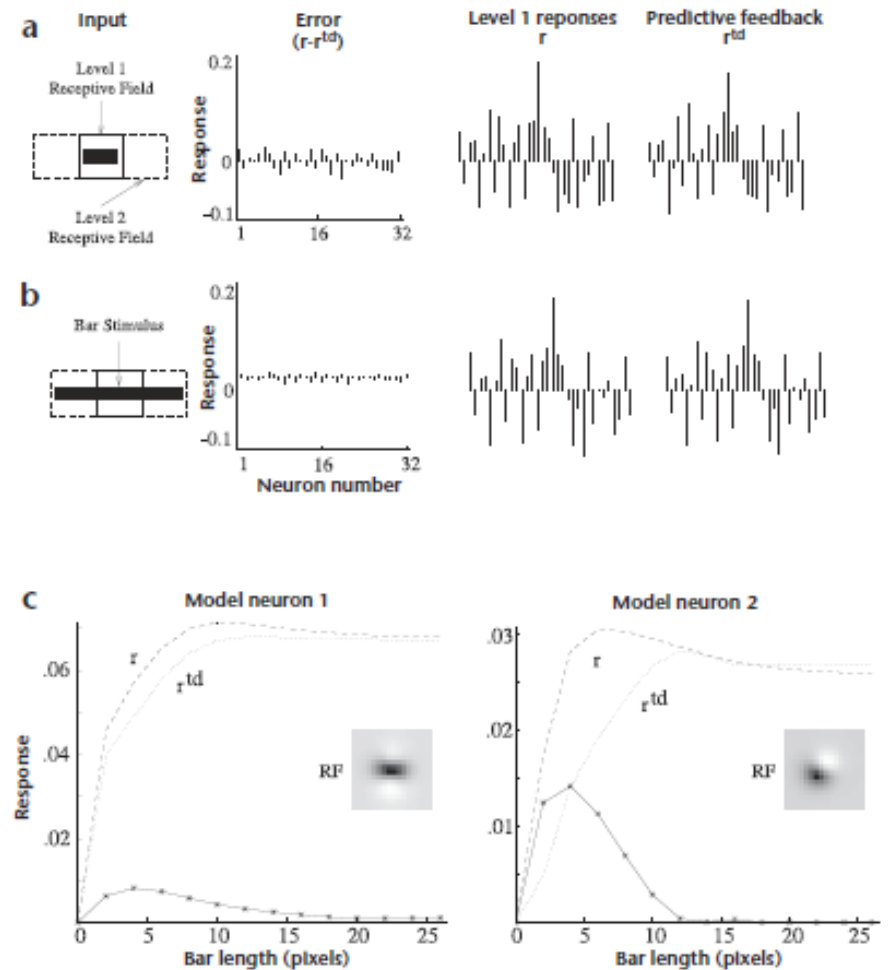 a
Input
Error
(r-r^td)
Level 1 reponses
r
Predictive feedback
r^td
Level 1
Receptive Field
Level 2
Receptive Field
Response
0.2
0
-0.1
1 16 32
b
Bar Stimulus
Response
0.2
0
-0.1
1 16 32
Neuron number
c
Model neuron 1
Response
.06
.04
.02
r
r^td
RF
0 5 10 15 20 25
Bar length (pixels)
Model neuron 2
.03
.02
.01
r
r^td
RF
0 5 10 15 20 25
Bar length (pixels)